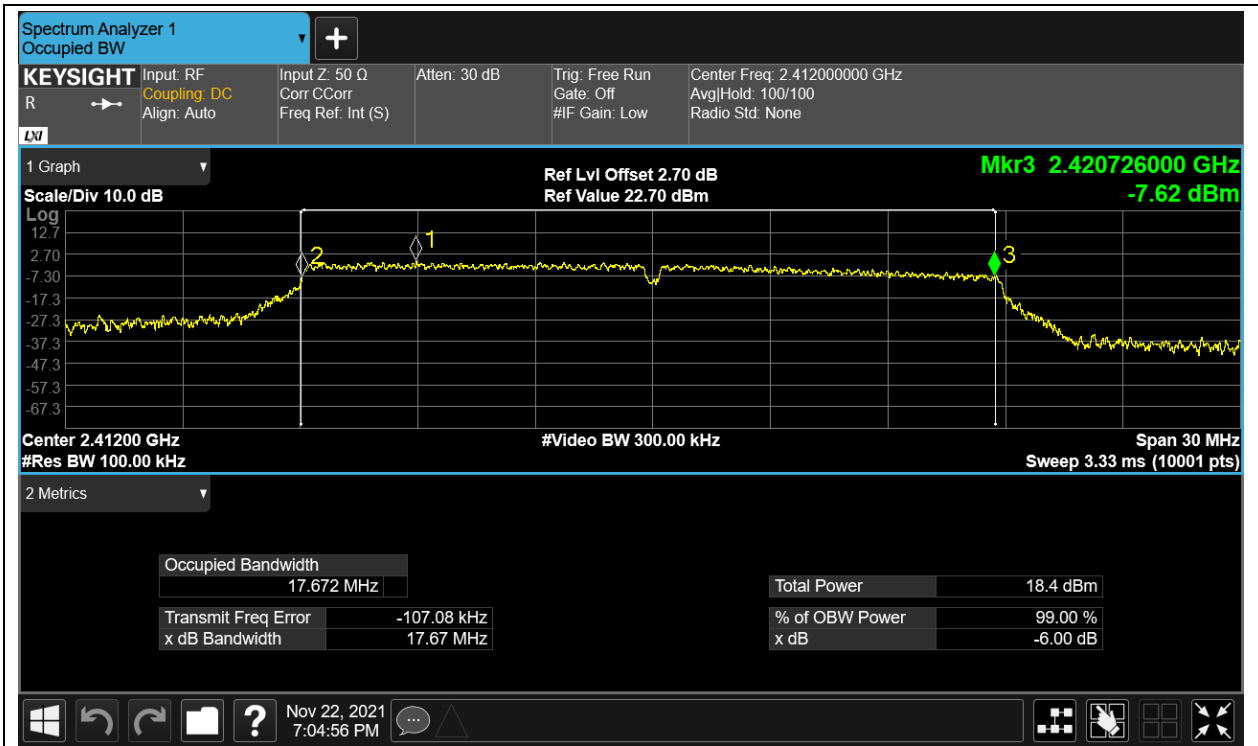 Spectrum Analyzer 1
Occupied BW
KEYSIGHT
R
LXI
Input: RF
Coupling: DC
Align: Auto
Input Z: 50 Ω
Corr CCorr
Freq Ref: Int (S)
Atten: 30 dB
Trig: Free Run
Gate: Off
#IF Gain: Low
Center Freq: 2.412000000 GHz
Avg|Hold: 100/100
Radio Std: None
1 Graph
Scale/Div 10.0 dB
Ref Lvl Offset 2.70 dB
Ref Value 22.70 dBm
Mkr3 2.420726000 GHz
-7.62 dBm
Log
12.7
2.70
-7.30
-17.3
-27.3
-37.3
-47.3
-57.3
-67.3
2
1
3
Center 2.41200 GHz
#Res BW 100.00 kHz
#Video BW 300.00 kHz
Span 30 MHz
Sweep 3.33 ms (10001 pts)
2 Metrics
Occupied Bandwidth
17.672 MHz
Transmit Freq Error -107.08 kHz
x dB Bandwidth 17.67 MHz
Total Power 18.4 dBm
% of OBW Power 99.00 %
x dB -6.00 dB
?
Nov 22, 2021
7:04:56 PM